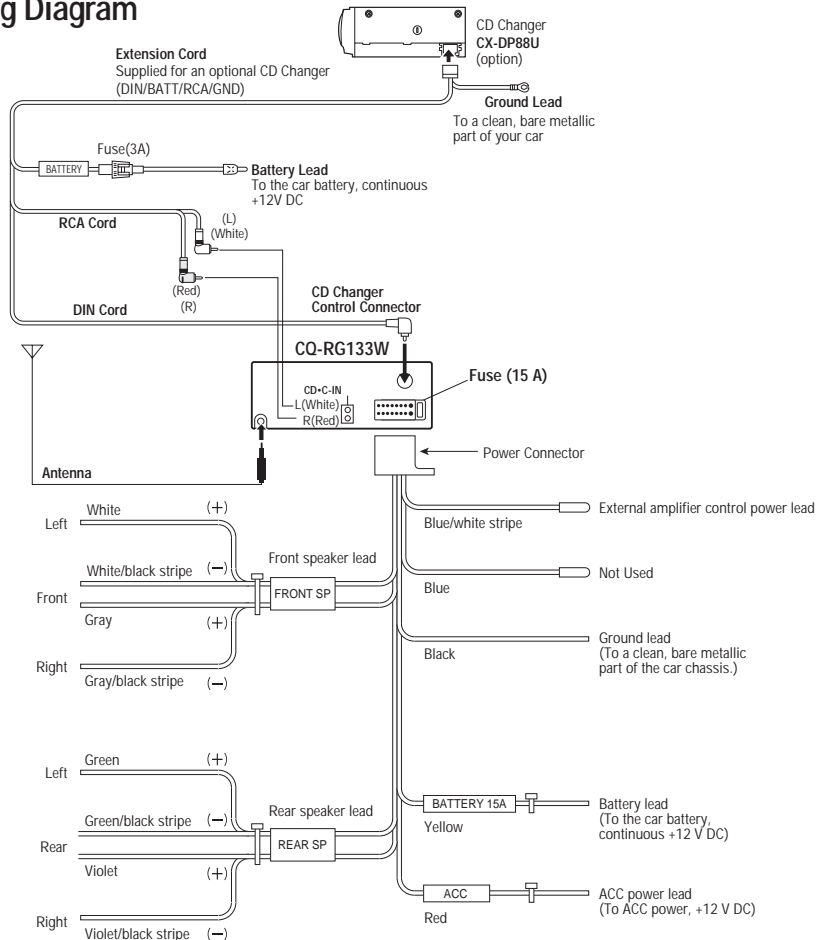 g Diagram
CD Changer
CX-DP88U
(option)
Extension Cord
Supplied for an optional CD Changer
(DIN/BATT/RCA/GND)
Ground Lead
To a clean, bare metallic
part of your car
Fuse(3A)
BATTERY
Battery Lead
To the car battery, continuous
+12V DC
RCA Cord
(L)
(White)
(Red)
(R)
DIN Cord
CD Changer
Control Connector
CQ-RG133W
Fuse (15 A)
CD•C-IN
L(White)
R(Red)
Antenna
Power Connector
Left
White
(+)
White/black stripe
(−)
Front speaker lead
FRONT SP
Front
Gray
(+)
Right
Gray/black stripe
(−)
External amplifier control power lead
Blue/white stripe
Not Used
Blue
Ground lead
(To a clean, bare metallic
part of the car chassis.)
Black
Left
Green
(+)
Green/black stripe
(−)
Rear speaker lead
REAR SP
Rear
Violet
(+)
Right
Violet/black stripe
(−)
BATTERY 15A
Yellow
Battery lead
(To the car battery,
continuous +12 V DC)
ACC
Red
ACC power lead
(To ACC power, +12 V DC)